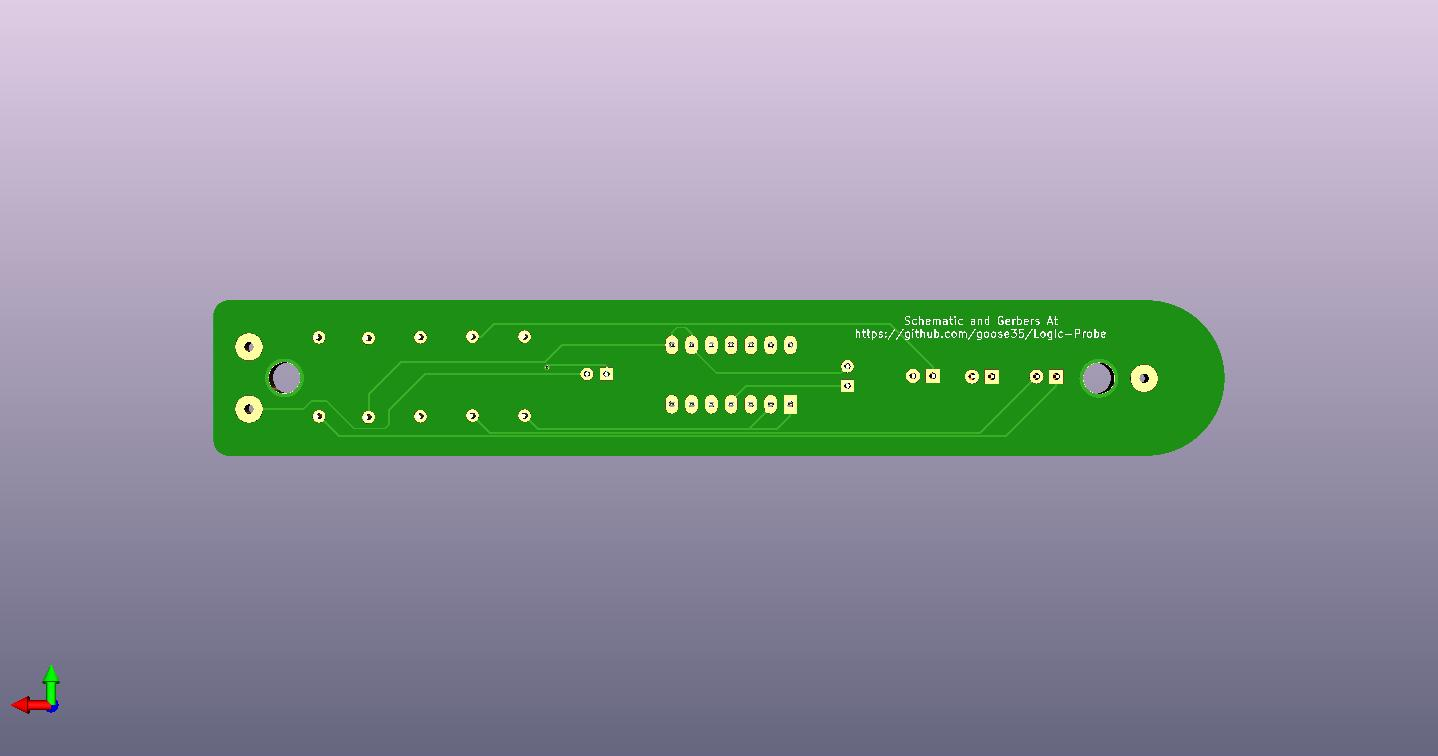 Schematic and Gerbers At
https://github.com/goose35/Logic-Probe